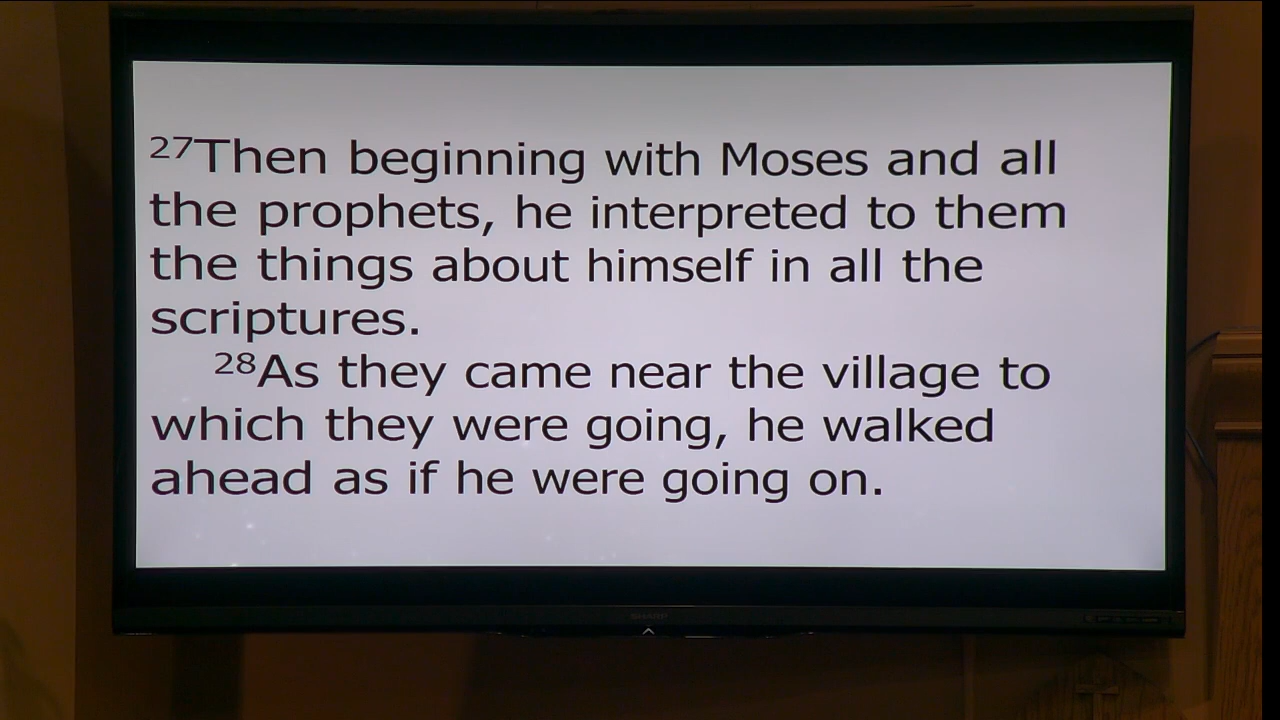 27Then beginning with Moses and all
the prophets, he interpreted to them
the things about himself in all the
scriptures.
28As they came near the village to
which they were going, he walked
ahead as if he were going on.
SHARP